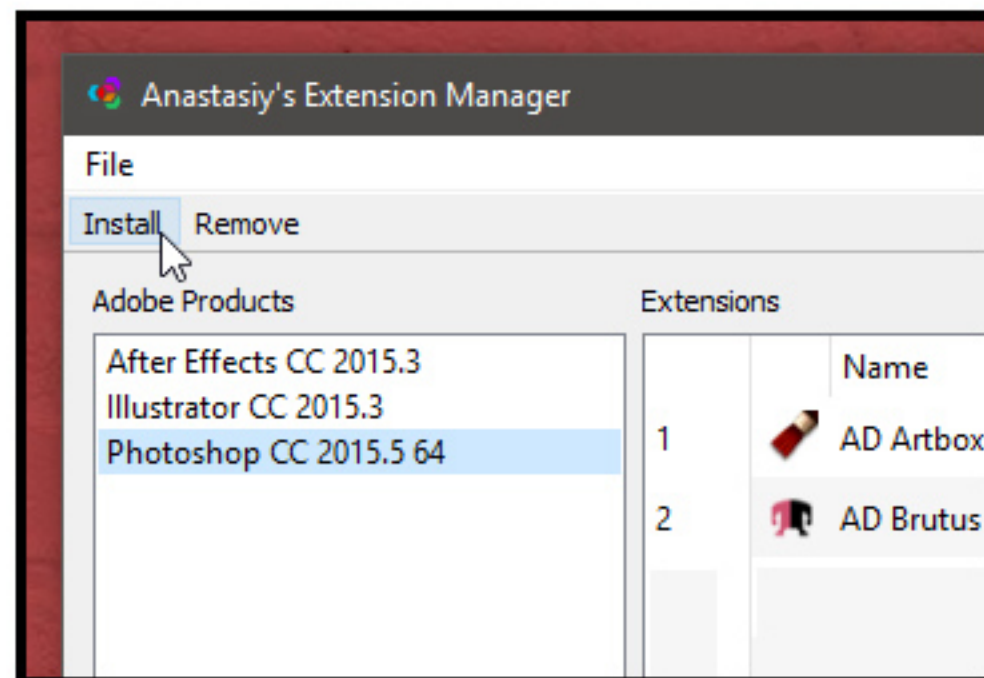 Anastasiy's Extension Manager
File
Install Remove
Adobe Products
After Effects CC 2015.3
Illustrator CC 2015.3
Photoshop CC 2015.5 64
Extensions
Name
1 AD Artbox
2 AD Brutus